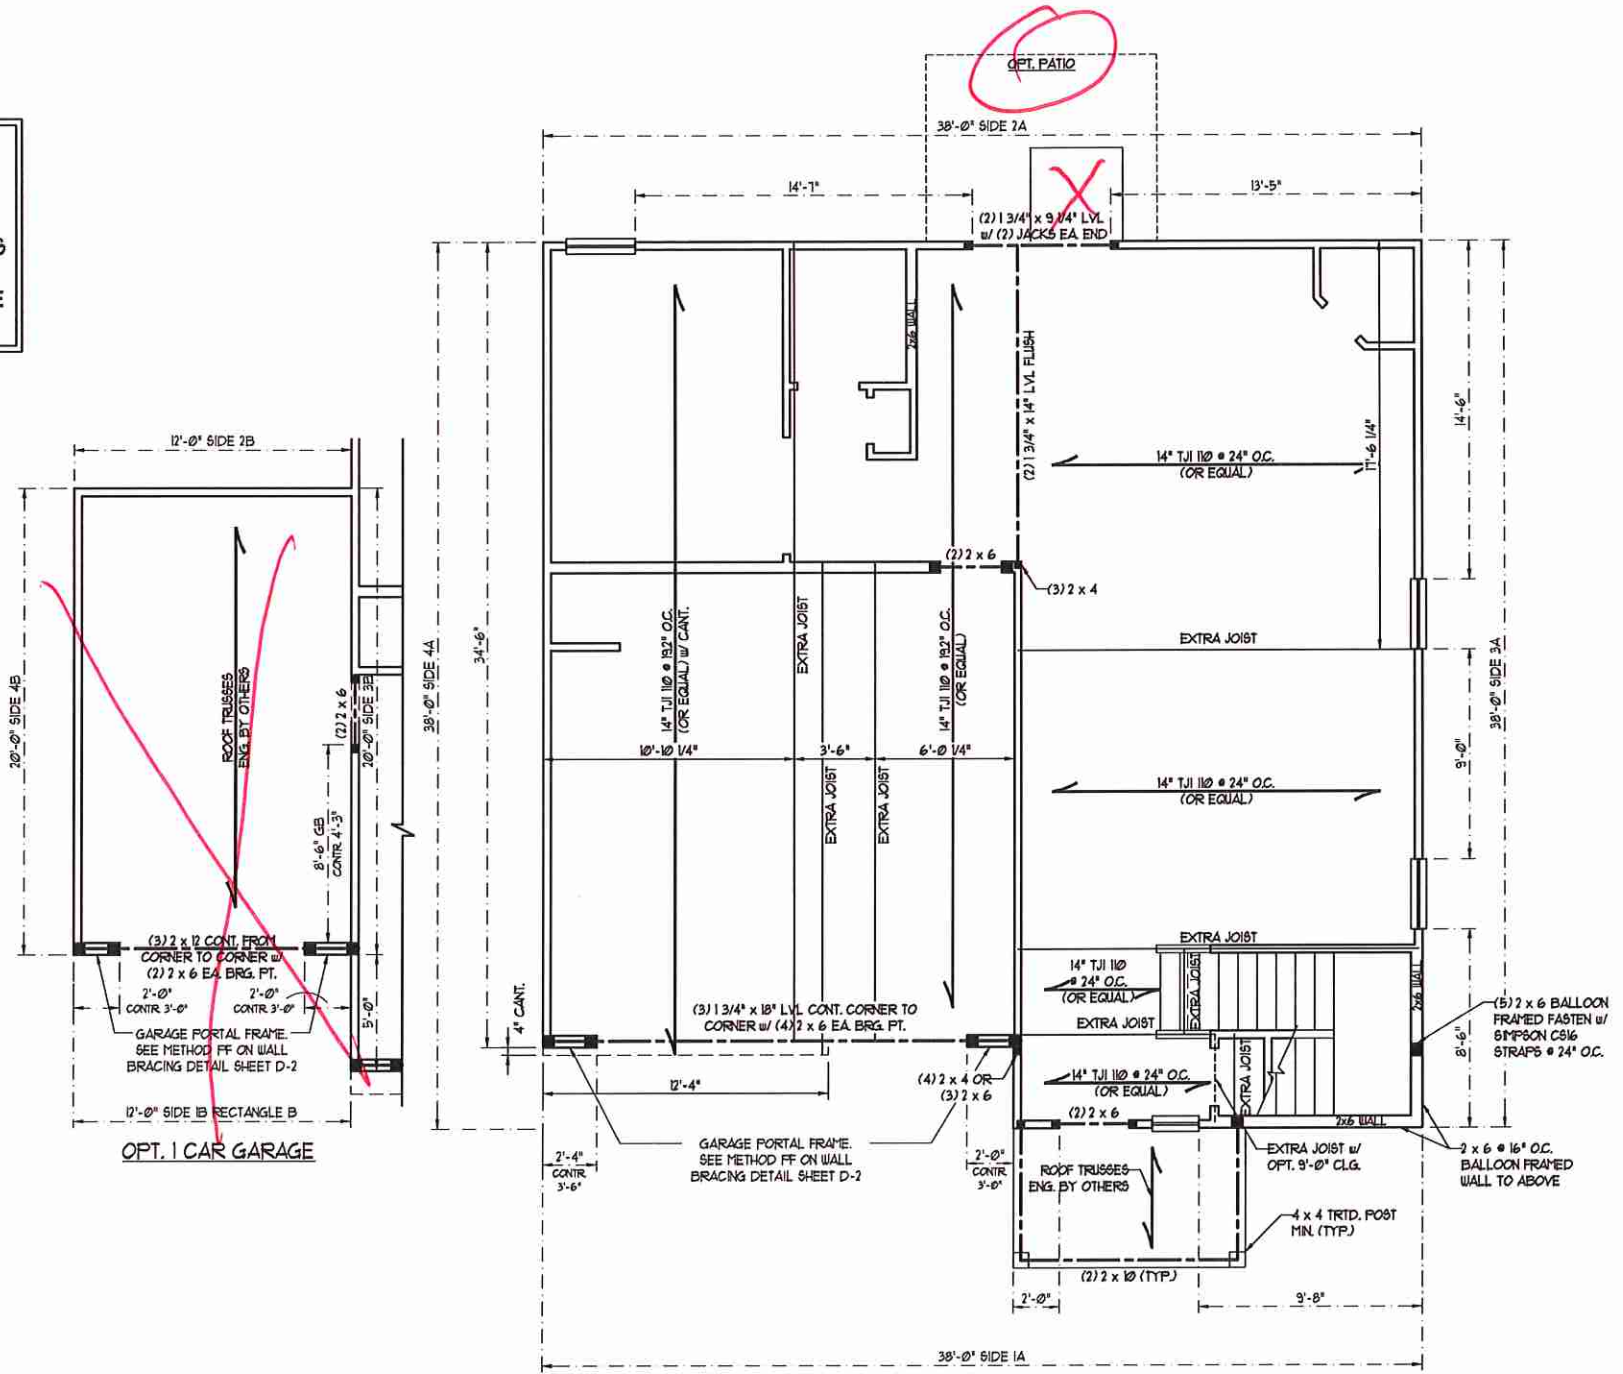 OPT. PATIO
38'-0" SIDE 2A
14'-7"
13'-5"
(2) 1 3/4" x 9 1/4" LVL
w/ (2) JACKS EA. END
2x6 WALL
(2) 1 3/4" x 14" LVL FLUSH
14'-6"
17'-6 1/4"
14" TJI 110 @ 24" O.C.
(OR EQUAL)
12'-0" SIDE 2B
20'-0" SIDE 4B
38'-0" SIDE 4A
34'-6"
38'-0" SIDE 3A
(2) 2 x 6
(3) 2 x 4
EXTRA JOIST
EXTRA JOIST
14" TJI 110 @ 19.2" O.C.
(OR EQUAL) w/ CANT.
14" TJI 110 @ 19.2" O.C.
(OR EQUAL)
ROOF TRUSSES
ENG. BY OTHERS
(2) 2 x 6
20'-0" SIDE 3B
10'-10 1/4"
3'-6"
6'-0 1/4"
9'-0"
EXTRA JOIST
EXTRA JOIST
14" TJI 110 @ 24" O.C.
(OR EQUAL)
8'-6" GB
CONTR. 4'-3"
(3) 2 x 12 CONT. FROM
CORNER TO CORNER w/
(2) 2 x 6 EA. BRG. PT.
2'-0"
CONTR. 3'-0"
2'-0"
CONTR. 3'-0"
5'-0"
GARAGE PORTAL FRAME.
SEE METHOD PF ON WALL
BRACING DETAIL SHEET D-2
12'-0" SIDE 1B RECTANGLE B
OPT. 1 CAR GARAGE
EXTRA JOIST
14" TJI 110
@ 24" O.C.
(OR EQUAL)
EXTRA JOIST
EXTRA JOIST
2x6 WALL
4" CANT.
(3) 1 3/4" x 18" LVL CONT. CORNER TO
CORNER w/ (4) 2 x 6 EA. BRG. PT.
(5) 2 x 6 BALLOON
FRAMED FASTEN w/
SIMPSON CS16
STRAPS @ 24" O.C.
8'-6"
12'-4"
(4) 2 x 4 OR
(3) 2 x 6
14" TJI 110 @ 24" O.C.
(OR EQUAL)
EXTRA JOIST
(2) 2 x 6
2x6 WALL
2'-4"
CONTR.
3'-6"
GARAGE PORTAL FRAME.
SEE METHOD PF ON WALL
BRACING DETAIL SHEET D-2
2'-0"
CONTR.
3'-0"
ROOF TRUSSES
ENG. BY OTHERS
EXTRA JOIST w/
OPT. 9'-0" CLG.
2 x 6 @ 16" O.C.
BALLOON FRAMED
WALL TO ABOVE
4 x 4 TRTD. POST
MIN. (TYP.)
(2) 2 x 10 (TYP.)
2'-0"
9'-8"
38'-0" SIDE 1A